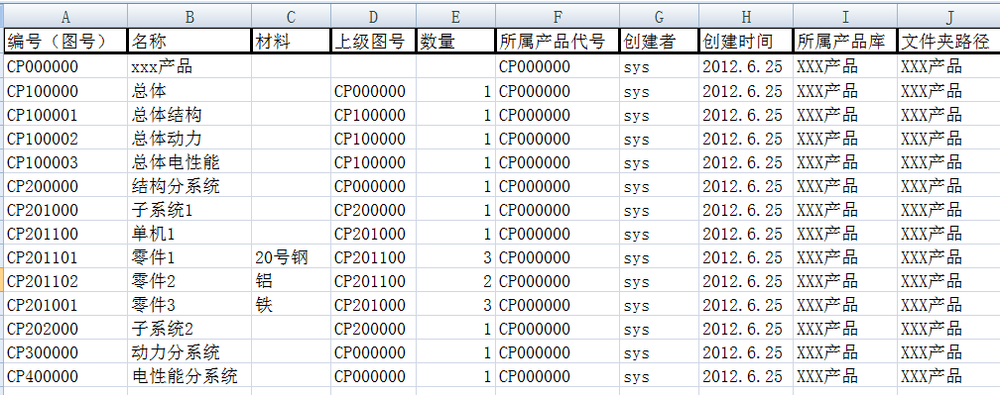 A B C D E F G H I J
编号（图号） 名称 材料 上级图号 数量 所属产品代号 创建者 创建时间 所属产品库 文件夹路径
CP000000 xxx产品 CP000000 sys 2012.6.25 XXX产品 XXX产品
CP100000 总体 CP000000 1 CP000000 sys 2012.6.25 XXX产品 XXX产品
CP100001 总体结构 CP100000 1 CP000000 sys 2012.6.25 XXX产品 XXX产品
CP100002 总体动力 CP100000 1 CP000000 sys 2012.6.25 XXX产品 XXX产品
CP100003 总体电性能 CP100000 1 CP000000 sys 2012.6.25 XXX产品 XXX产品
CP200000 结构分系统 CP000000 1 CP000000 sys 2012.6.25 XXX产品 XXX产品
CP201000 子系统1 CP200000 1 CP000000 sys 2012.6.25 XXX产品 XXX产品
CP201100 单机1 CP201000 1 CP000000 sys 2012.6.25 XXX产品 XXX产品
CP201101 零件1 20号钢 CP201100 3 CP000000 sys 2012.6.25 XXX产品 XXX产品
CP201102 零件2 铝 CP201100 2 CP000000 sys 2012.6.25 XXX产品 XXX产品
CP201001 零件3 铁 CP201000 3 CP000000 sys 2012.6.25 XXX产品 XXX产品
CP202000 子系统2 CP200000 1 CP000000 sys 2012.6.25 XXX产品 XXX产品
CP300000 动力分系统 CP000000 1 CP000000 sys 2012.6.25 XXX产品 XXX产品
CP400000 电性能分系统 CP000000 1 CP000000 sys 2012.6.25 XXX产品 XXX产品